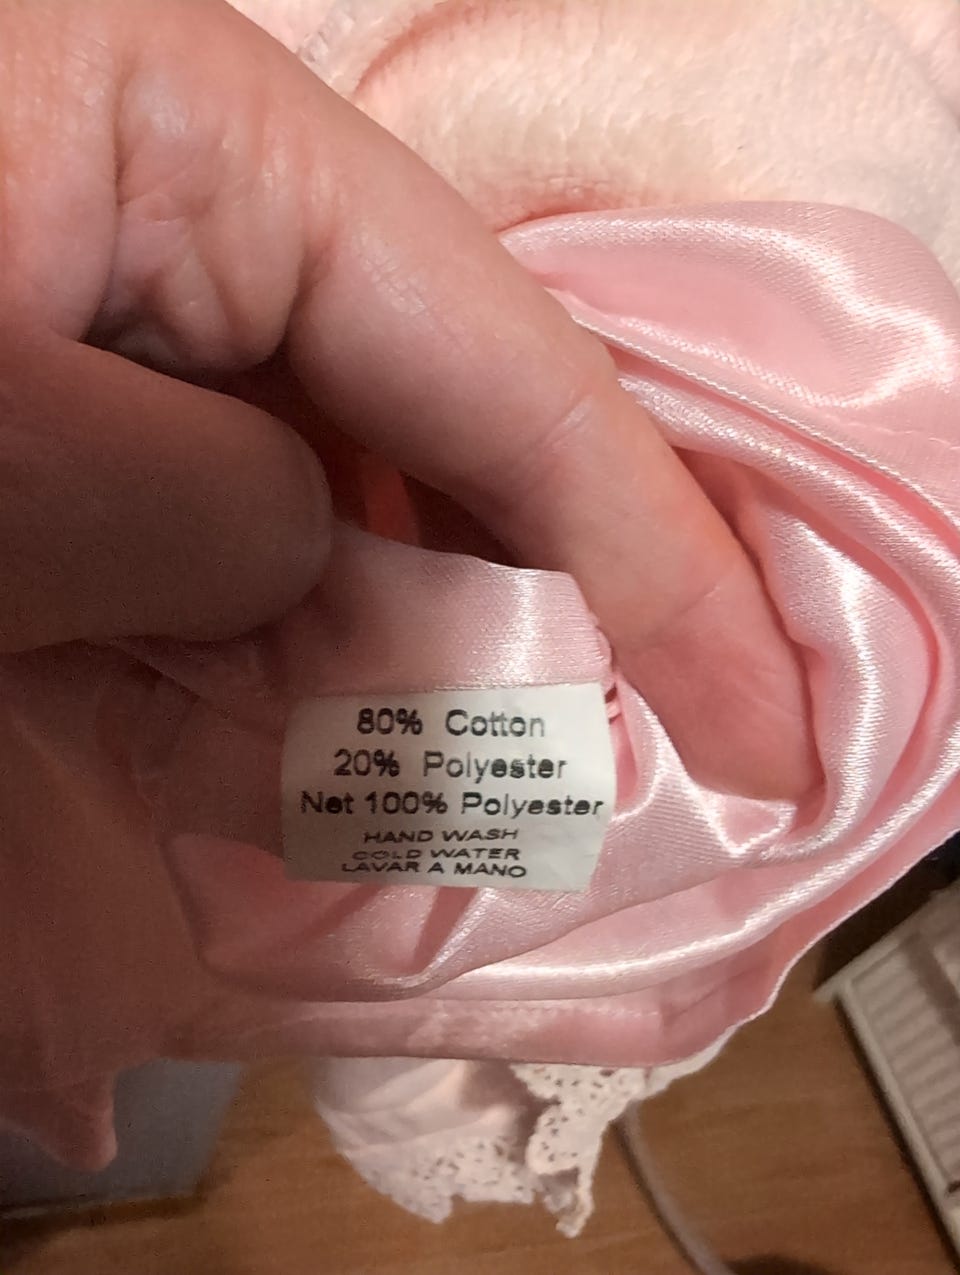 80% Cotton
20% Polyester
Net 100% Polyester
HAND WASH
COLD WATER
LAVAR A MANO